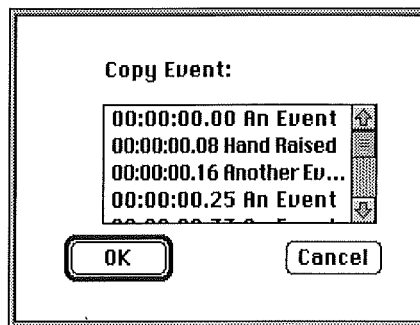 Copy Event:
00:00:00.00 An Event
00:00:00.08 Hand Raised
00:00:00.16 Another Ev...
00:00:00.25 An Event
OK
Cancel